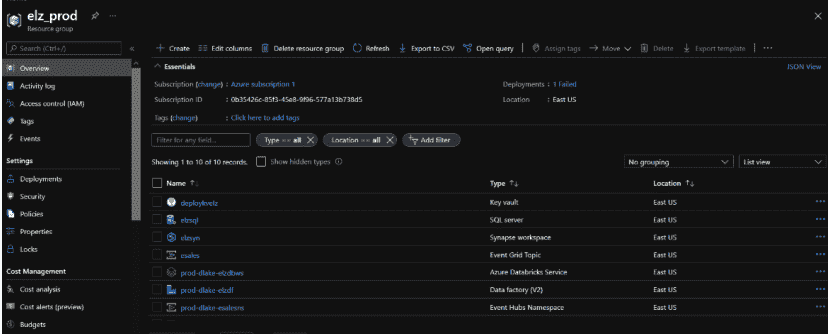 elz_prod
Resource group
Search (Ctrl+/)
Overview
Activity log
Access control (IAM)
Tags
Events
Settings
Deployments
Security
Policies
Properties
Locks
Cost Management
Cost analysis
Cost alerts (preview)
Budgets
Create Edit columns Delete resource group Refresh Export to CSV Open query Assign tags Move Delete Export template
Essentials JSON View
Subscription (change) : Azure subscription 1 Deployments : 1 Failed
Subscription ID : 0b35426c-85f3-45e8-9f96-577a13b738d5 Location : East US
Tags (change) : Click here to add tags
Filter for any field... Type == all Location == all Add filter
Showing 1 to 10 of 10 records. Show hidden types No grouping List view
Name Type Location
deploykvelz Key vault East US
elzsql SQL server East US
elzsyn Synapse workspace East US
esales Event Grid Topic East US
prod-dlake-elzdbws Azure Databricks Service East US
prod-dlake-elzdf Data factory (V2) East US
prod-dlake-esalesns Event Hubs Namespace East US